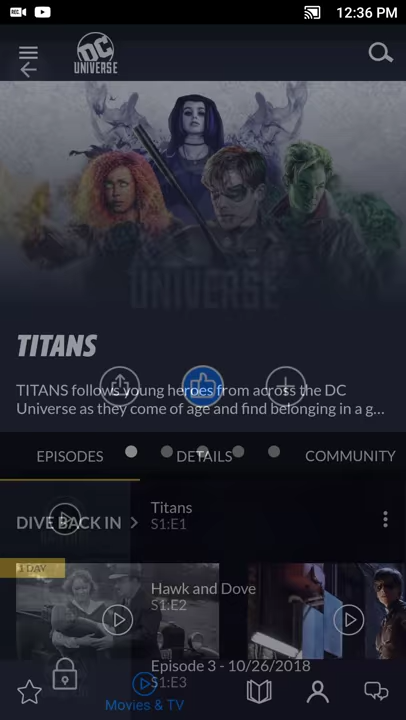 REC
12:36 PM
DC
UNIVERSE
UNIVERSE
TITANS
TITANS follows young heroes from across the DC
Universe as they come of age and find belonging in a g...
EPISODES DETAILS COMMUNITY
Titans
S1:E1
DIVE BACK IN
1 DAY
Hawk and Dove
S1:E2
Episode 3 - 10/26/2018
S1:E3
Movies & TV